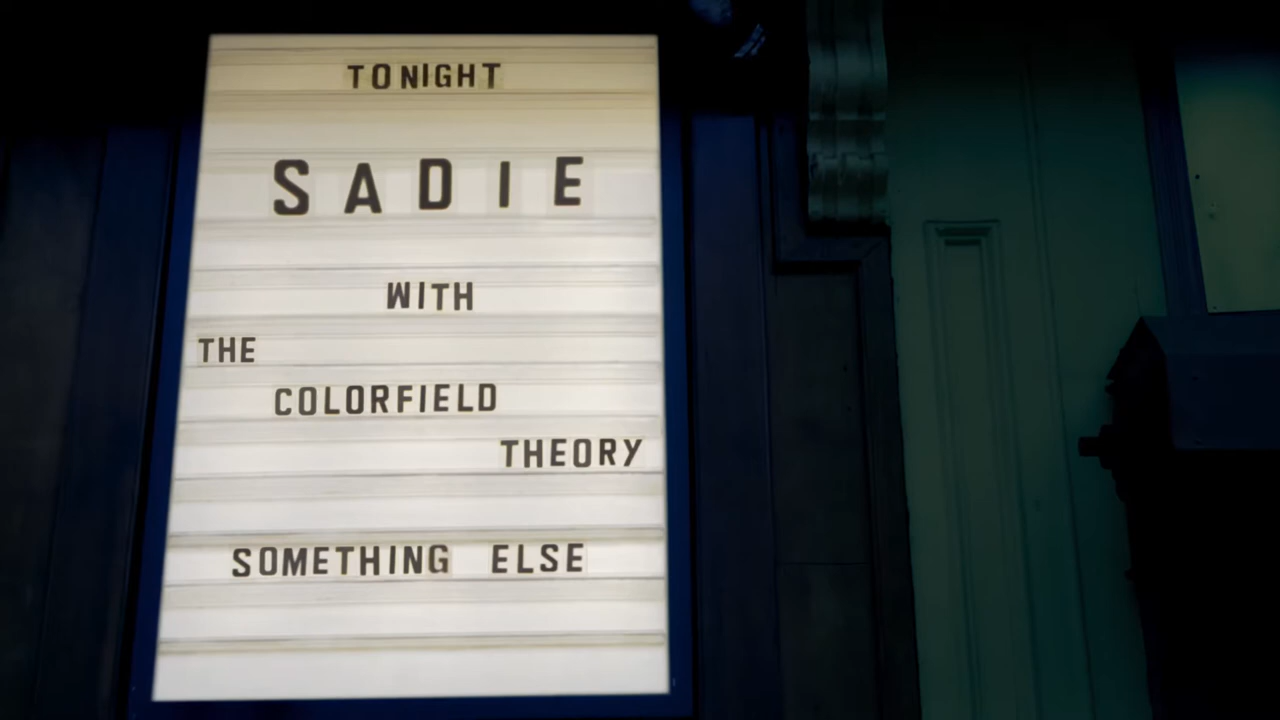 TONIGHT
SADIE
WITH
THE
COLORFIELD
THEORY
SOMETHING ELSE